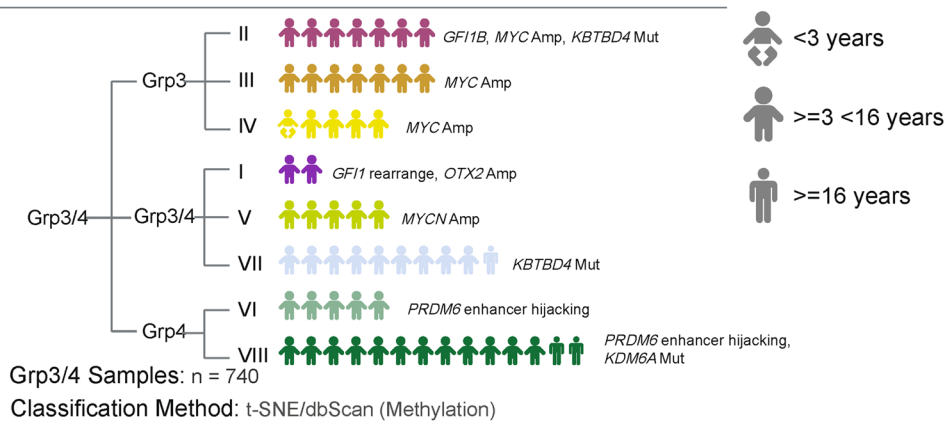 II GFI1B, MYC Amp, KBTBD4 Mut
<3 years
Grp3 III MYC Amp
>=3 <16 years
IV MYC Amp
I GFI1 rearrange, OTX2 Amp
>=16 years
Grp3/4 Grp3/4 V MYCN Amp
VII KBTBD4 Mut
VI PRDM6 enhancer hijacking
Grp4
VIII PRDM6 enhancer hijacking,
KDM6A Mut
Grp3/4 Samples: n = 740
Classification Method: t-SNE/dbScan (Methylation)